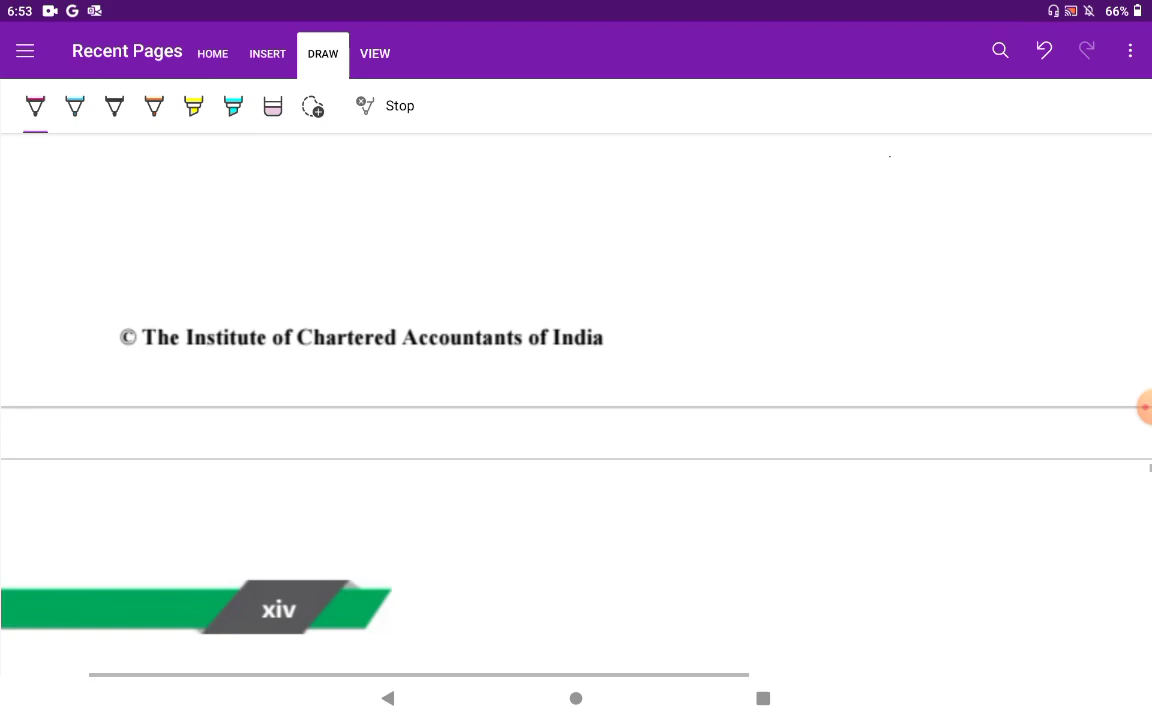 6:53 66%
Recent Pages HOME INSERT DRAW VIEW
Stop
© The Institute of Chartered Accountants of India
xiv